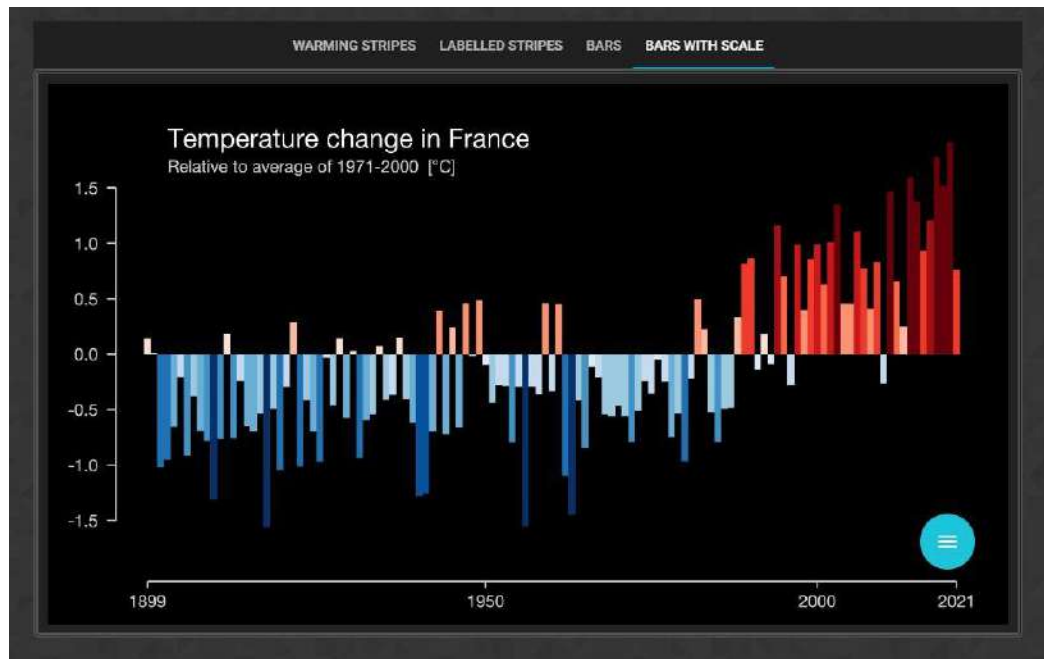 WARMING STRIPES LABELLED STRIPES BARS BARS WITH SCALE
Temperature change in France
Relative to average of 1971-2000 [°C]
1.5
1.0
0.5
0.0
-0.5
-1.0
-1.5
1899 1950 2000 2021